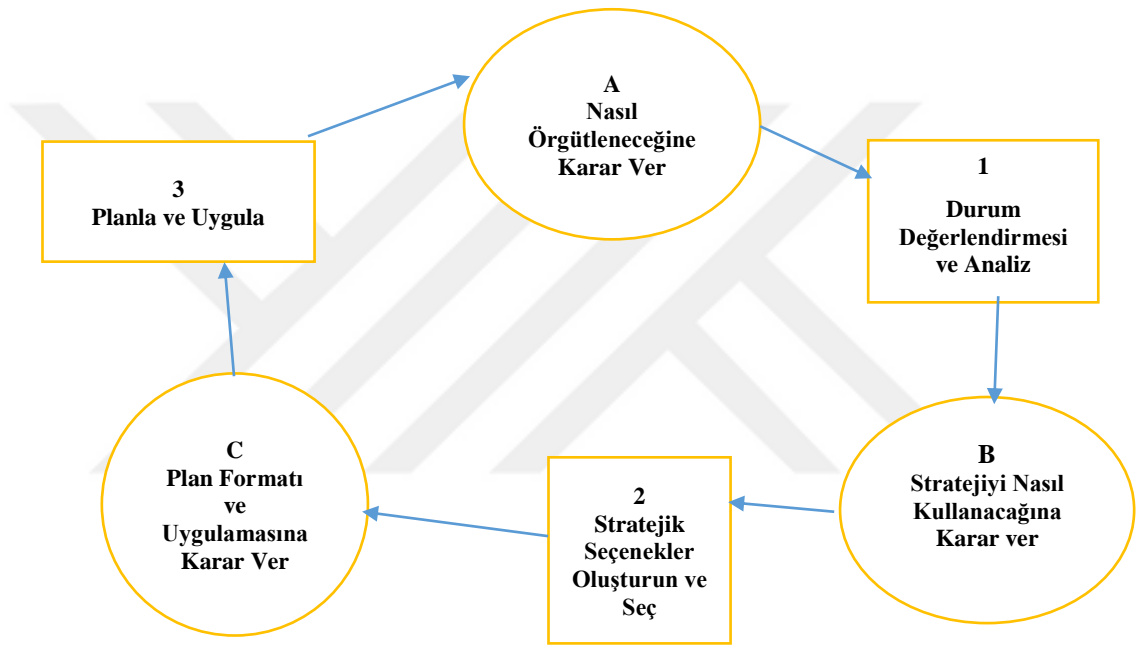 A
Nasıl
Örgütleneceğine
Karar Ver
1
Durum
Değerlendirmesi
ve Analiz
B
Stratejiyi Nasıl
Kullanacağına
Karar ver
2
Stratejik
Seçenekler
Oluşturun ve
Seç
C
Plan Formatı
ve
Uygulamasına
Karar Ver
3
Planla ve Uygula